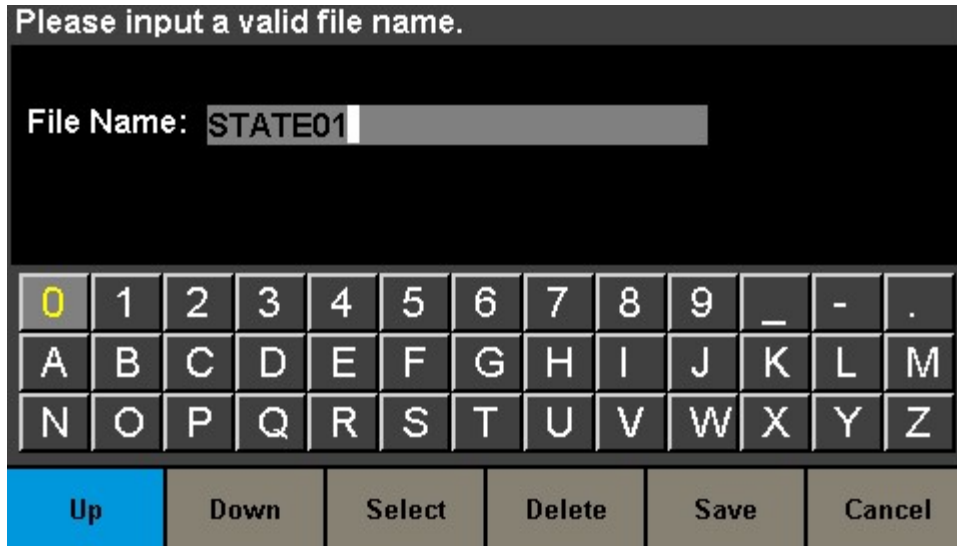 Please input a valid file name.
File Name: STATE01
0 1 2 3 4 5 6 7 8 9 _ - .
A B C D E F G H I J K L M
N O P Q R S T U V W X Y Z
Up Down Select Delete Save Cancel